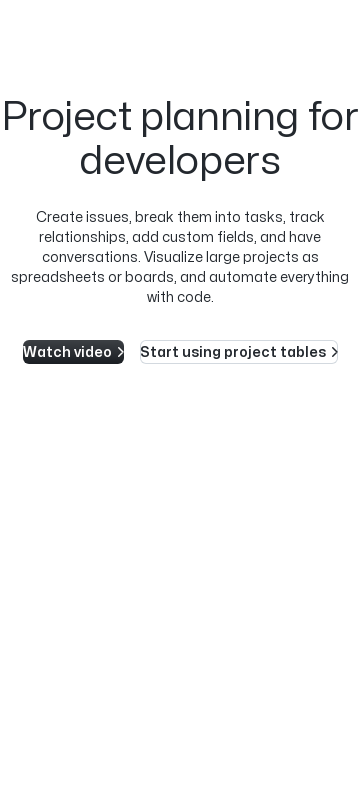 Project planning for
developers
Create issues, break them into tasks, track
relationships, add custom fields, and have
conversations. Visualize large projects as
spreadsheets or boards, and automate everything
with code.
Watch video
Start using project tables